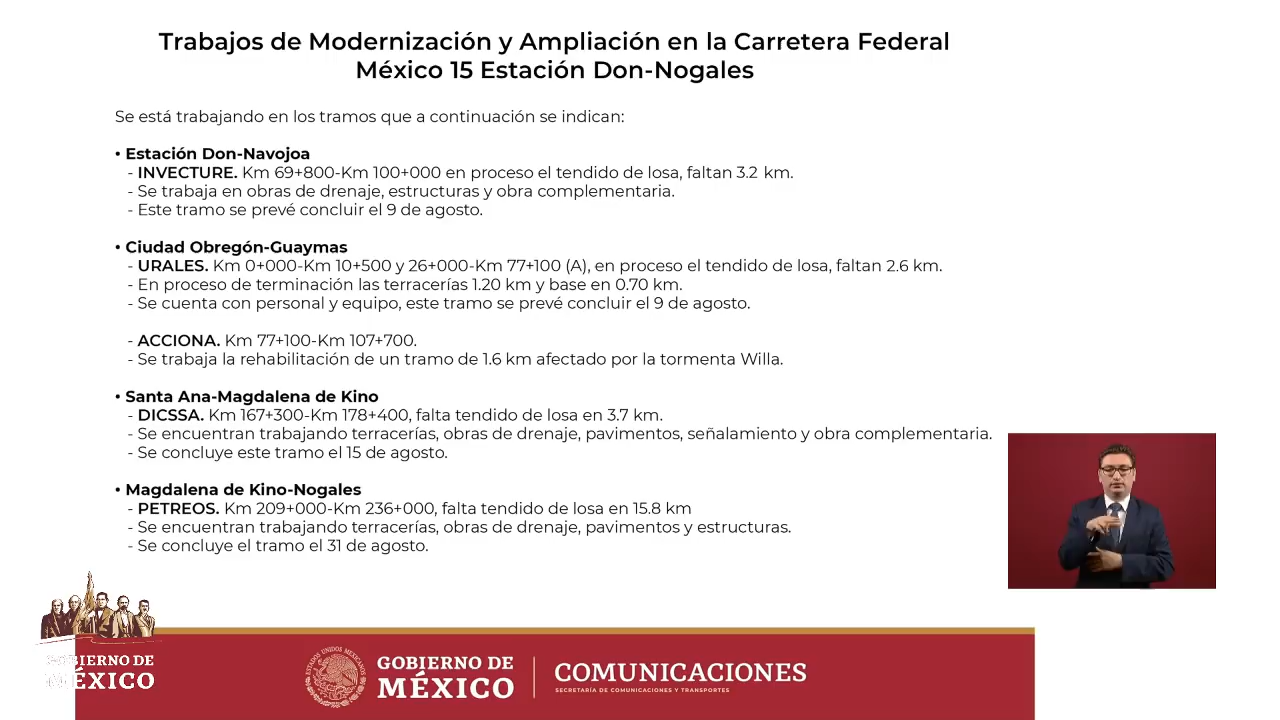 Trabajos de Modernización y Ampliación en la Carretera Federal
México 15 Estación Don-Nogales
Se está trabajando en los tramos que a continuación se indican:
• Estación Don-Navojoa
- INVECTURE. Km 69+800-Km 100+000 en proceso el tendido de losa, faltan 3.2 km.
- Se trabaja en obras de drenaje, estructuras y obra complementaria.
- Este tramo se prevé concluir el 9 de agosto.
• Ciudad Obregón-Guaymas
- URALES. Km 0+000-Km 10+500 y 26+000-Km 77+100 (A), en proceso el tendido de losa, faltan 2.6 km.
- En proceso de terminación las terracerías 1.20 km y base en 0.70 km.
- Se cuenta con personal y equipo, este tramo se prevé concluir el 9 de agosto.
- ACCIONA. Km 77+100-Km 107+700.
- Se trabaja la rehabilitación de un tramo de 1.6 km afectado por la tormenta Willa.
• Santa Ana-Magdalena de Kino
- DICSSA. Km 167+300-Km 178+400, falta tendido de losa en 3.7 km.
- Se encuentran trabajando terracerías, obras de drenaje, pavimentos, señalamiento y obra complementaria.
- Se concluye este tramo el 15 de agosto.
• Magdalena de Kino-Nogales
- PETREOS. Km 209+000-Km 236+000, falta tendido de losa en 15.8 km
- Se encuentran trabajando terracerías, obras de drenaje, pavimentos y estructuras.
- Se concluye el tramo el 31 de agosto.
GOBIERNO DE
MÉXICO
ESTADOS UNIDOS MEXICANOS
GOBIERNO DE
MÉXICO
COMUNICACIONES
SECRETARÍA DE COMUNICACIONES Y TRANSPORTES